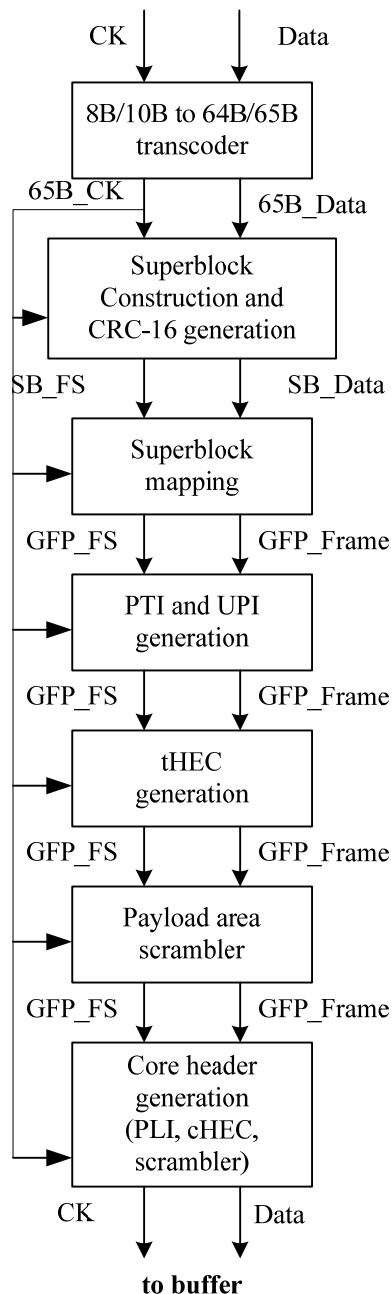 CK Data
8B/10B to 64B/65B
transcoder
65B_CK 65B_Data
Superblock
Construction and
CRC-16 generation
SB_FS SB_Data
Superblock
mapping
GFP_FS GFP_Frame
PTI and UPI
generation
GFP_FS GFP_Frame
tHEC
generation
GFP_FS GFP_Frame
Payload area
scrambler
GFP_FS GFP_Frame
Core header
generation
(PLI, cHEC,
scrambler)
CK Data
to buffer